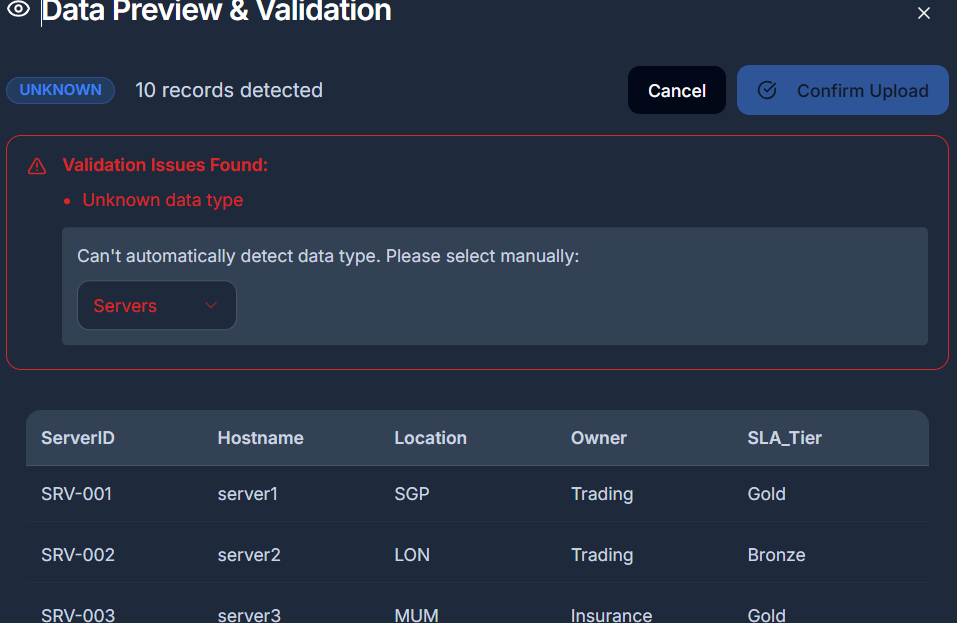 Data Preview & Validation
UNKNOWN 10 records detected Cancel Confirm Upload
Validation Issues Found:
• Unknown data type
Can't automatically detect data type. Please select manually:
Servers
ServerID Hostname Location Owner SLA_Tier
SRV-001 server1 SGP Trading Gold
SRV-002 server2 LON Trading Bronze
SRV-003 server3 MUM Insurance Gold